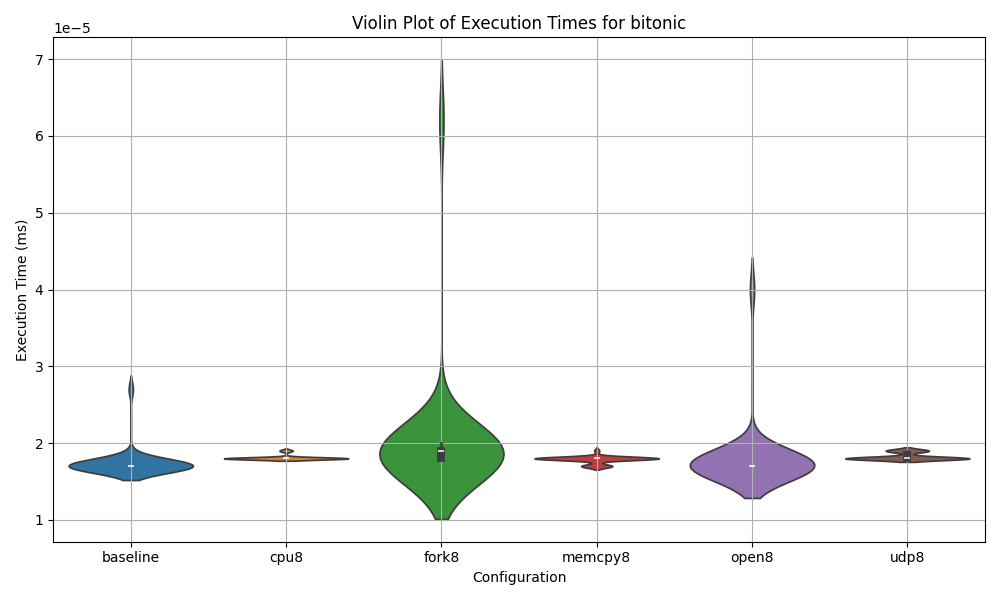 Violin Plot of Execution Times for bitonic
1e−5
7
6
5
4
3
2
1
Execution Time (ms)
baseline cpu8 fork8 memcpy8 open8 udp8
Configuration